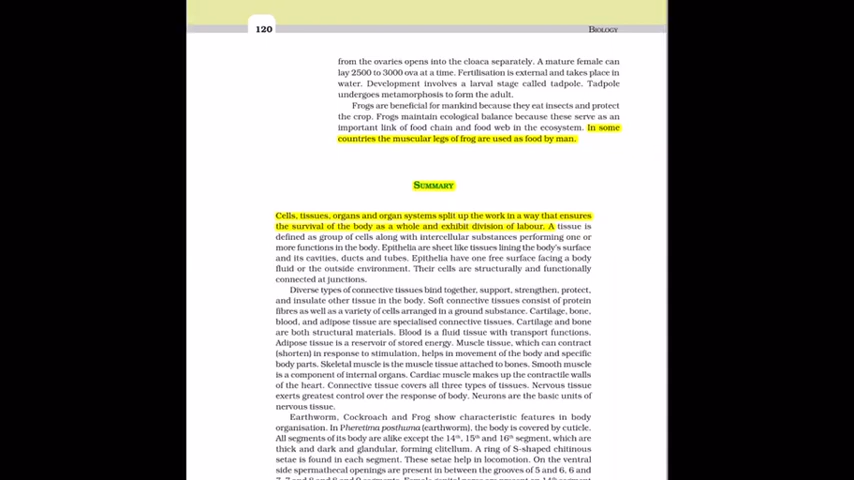 120
BIOLOGY
from the ovaries opens into the cloaca separately. A mature female can
lay 2500 to 3000 ova at a time. Fertilisation is external and takes place in
water. Development involves a larval stage called tadpole. Tadpole
undergoes metamorphosis to form the adult.
Frogs are beneficial for mankind because they eat insects and protect
the crop. Frogs maintain ecological balance because these serve as an
important link of food chain and food web in the ecosystem. In some
countries the muscular legs of frog are used as food by man.
SUMMARY
Cells, tissues, organs and organ systems split up the work in a way that ensures
the survival of the body as a whole and exhibit division of labour. A tissue is
defined as group of cells along with intercellular substances performing one or
more functions in the body. Epithelia are sheet like tissues lining the body's surface
and its cavities, ducts and tubes. Epithelia have one free surface facing a body
fluid or the outside environment. Their cells are structurally and functionally
connected at junctions.
Diverse types of connective tissues bind together, support, strengthen, protect,
and insulate other tissue in the body. Soft connective tissues consist of protein
fibres as well as a variety of cells arranged in a ground substance. Cartilage, bone,
blood, and adipose tissue are specialised connective tissues. Cartilage and bone
are both structural materials. Blood is a fluid tissue with transport functions.
Adipose tissue is a reservoir of stored energy. Muscle tissue, which can contract
(shorten) in response to stimulation, helps in movement of the body and specific
body parts. Skeletal muscle is the muscle tissue attached to bones. Smooth muscle
is a component of internal organs. Cardiac muscle makes up the contractile walls
of the heart. Connective tissue covers all three types of tissues. Nervous tissue
exerts greatest control over the response of body. Neurons are the basic units of
nervous tissue.
Earthworm, Cockroach and Frog show characteristic features in body
organisation. In Pheretima posthuma (earthworm), the body is covered by cuticle.
All segments of its body are alike except the 14th, 15th and 16th segment, which are
thick and dark and glandular, forming clitellum. A ring of S-shaped chitinous
setae is found in each segment. These setae help in locomotion. On the ventral
side spermathecal openings are present in between the grooves of 5 and 6, 6 and